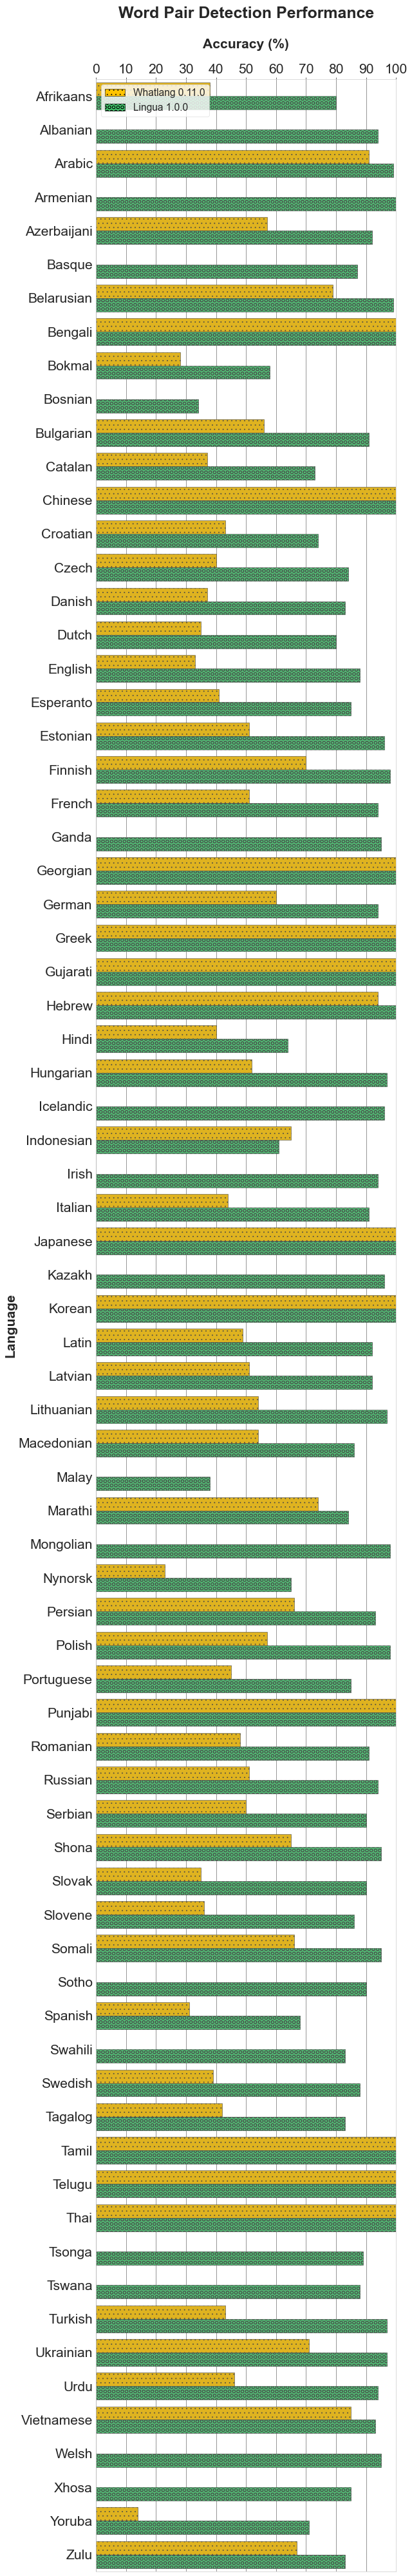 Word Pair Detection Performance
Accuracy (%)
0 10 20 30 40 50 60 70 80 90 100
Whatlang 0.11.0
Lingua 1.0.0
Afrikaans
Albanian
Arabic
Armenian
Azerbaijani
Basque
Belarusian
Bengali
Bokmal
Bosnian
Bulgarian
Catalan
Chinese
Croatian
Czech
Danish
Dutch
English
Esperanto
Estonian
Finnish
French
Ganda
Georgian
German
Greek
Gujarati
Hebrew
Hindi
Hungarian
Icelandic
Indonesian
Irish
Italian
Japanese
Kazakh
Korean
Language
Latin
Latvian
Lithuanian
Macedonian
Malay
Marathi
Mongolian
Nynorsk
Persian
Polish
Portuguese
Punjabi
Romanian
Russian
Serbian
Shona
Slovak
Slovene
Somali
Sotho
Spanish
Swahili
Swedish
Tagalog
Tamil
Telugu
Thai
Tsonga
Tswana
Turkish
Ukrainian
Urdu
Vietnamese
Welsh
Xhosa
Yoruba
Zulu